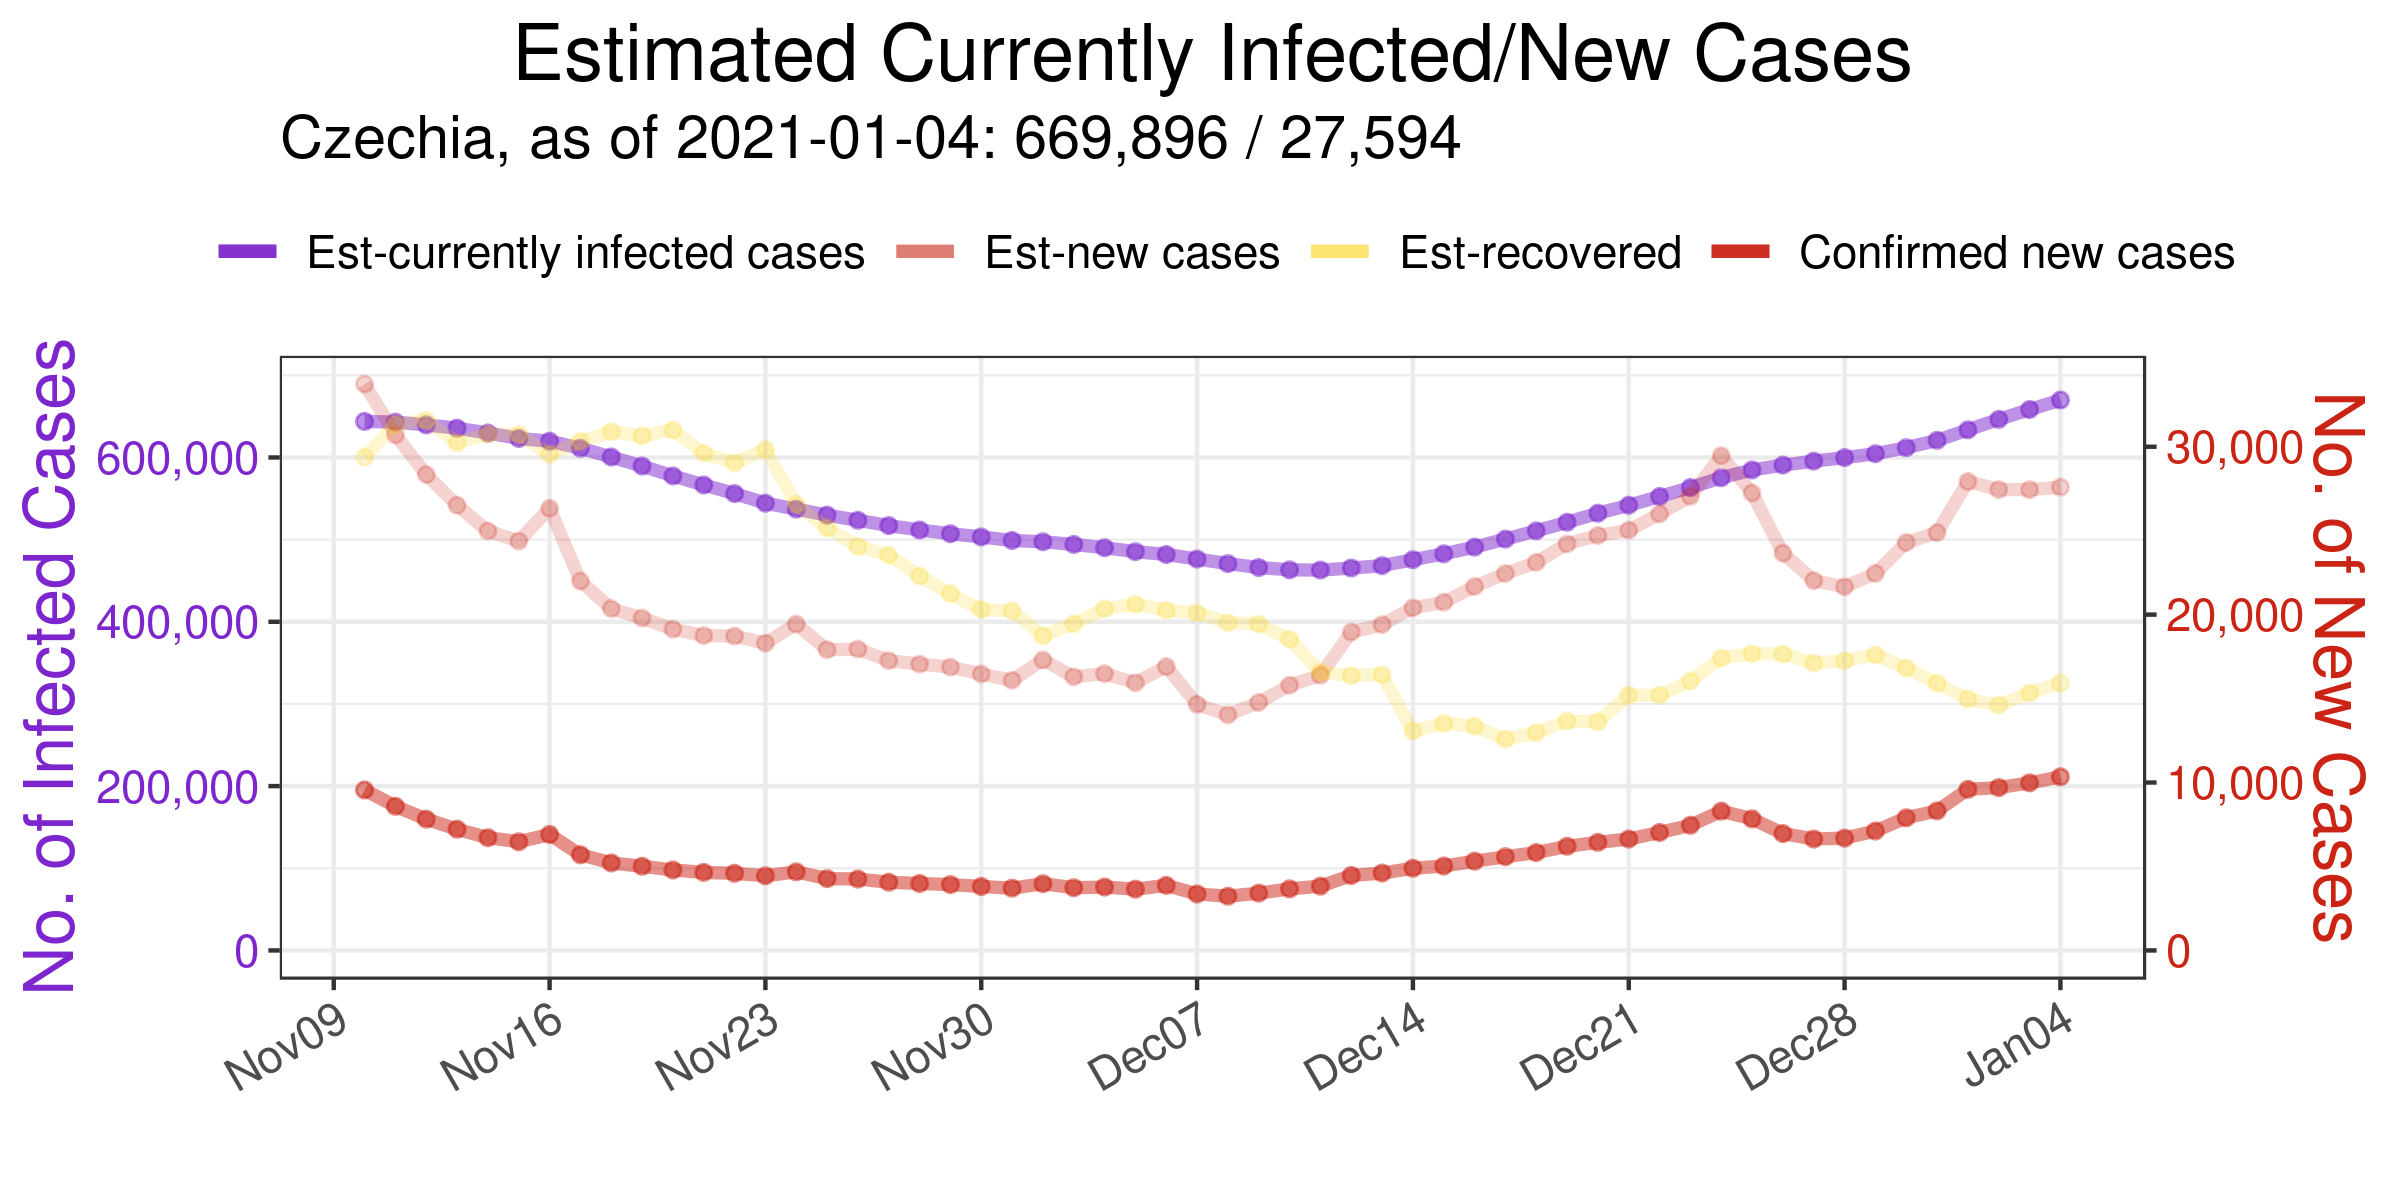 Estimated Currently Infected/New Cases
Czechia, as of 2021-01-04: 669,896 / 27,594
Est-currently infected cases Est-new cases Est-recovered Confirmed new cases
No. of Infected Cases
600,000
400,000
200,000
0
30,000
20,000
10,000
0
No. of New Cases
Nov09 Nov16 Nov23 Nov30 Dec07 Dec14 Dec21 Dec28 Jan04